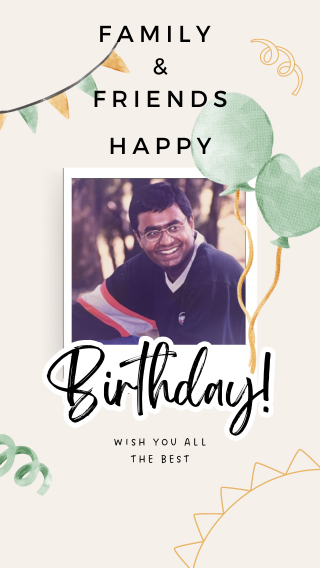 FAMILY
&
FRIENDS
HAPPY
Birthday!
WISH YOU ALL
THE BEST